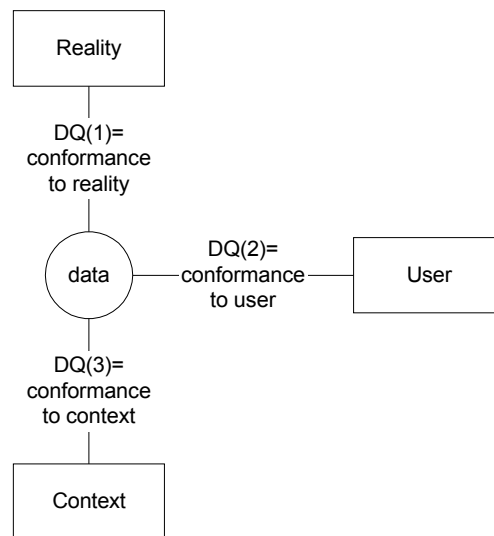 Reality
DQ(1)=
conformance
to reality
data
DQ(2)=
conformance
to user
User
DQ(3)=
conformance
to context
Context